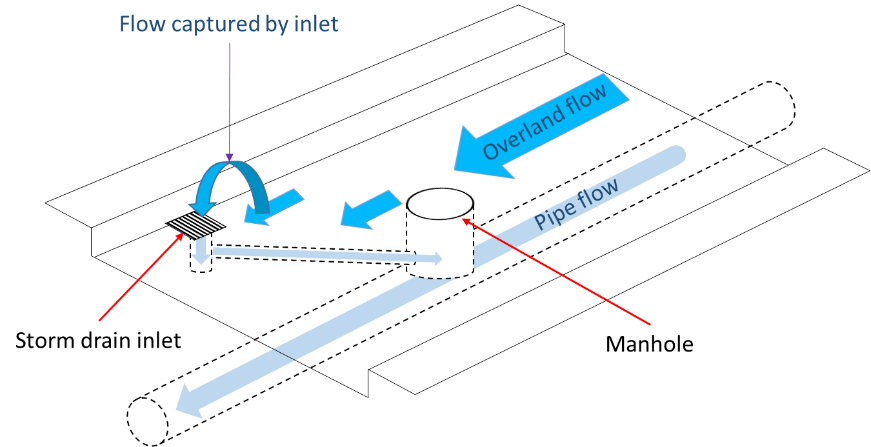 Flow captured by inlet
Overland flow
Pipe flow
Storm drain inlet
Manhole